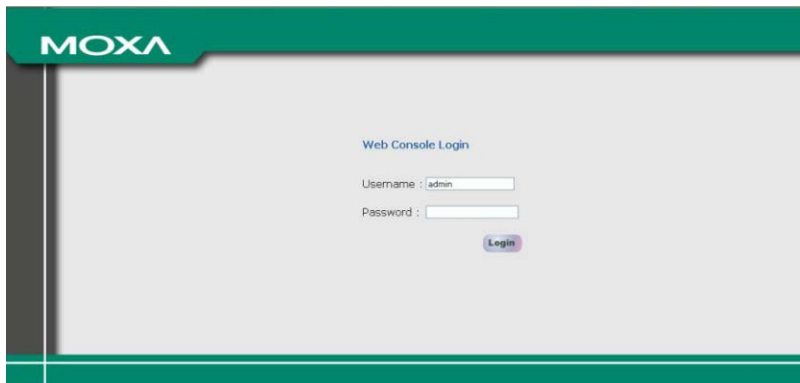 MOXA
Web Console Login
Username : admin
Password :
Login